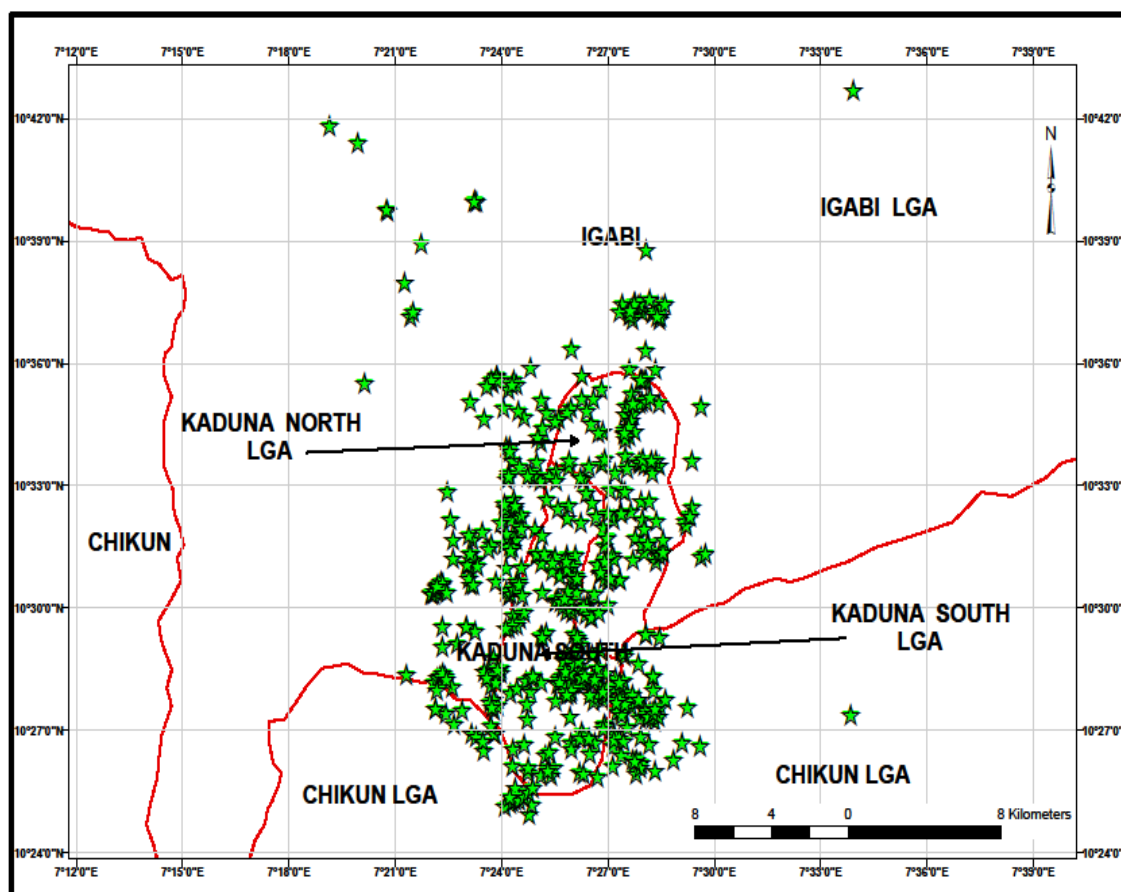 7°12'0"E 7°15'0"E 7°18'0"E 7°21'0"E 7°24'0"E 7°27'0"E 7°30'0"E 7°33'0"E 7°36'0"E 7°39'0"E
10°42'0"N 10°42'0"N
N
IGABI LGA
IGABI
10°39'0"N 10°39'0"N
10°36'0"N 10°36'0"N
KADUNA NORTH
LGA
10°33'0"N 10°33'0"N
CHIKUN
10°30'0"N 10°30'0"N
KADUNA SOUTH
LGA
KADUNA SOUTH
10°27'0"N 10°27'0"N
CHIKUN LGA
CHIKUN LGA
8 4 0 8 Kilometers
10°24'0"N 10°24'0"N
7°12'0"E 7°15'0"E 7°18'0"E 7°21'0"E 7°24'0"E 7°27'0"E 7°30'0"E 7°33'0"E 7°36'0"E 7°39'0"E